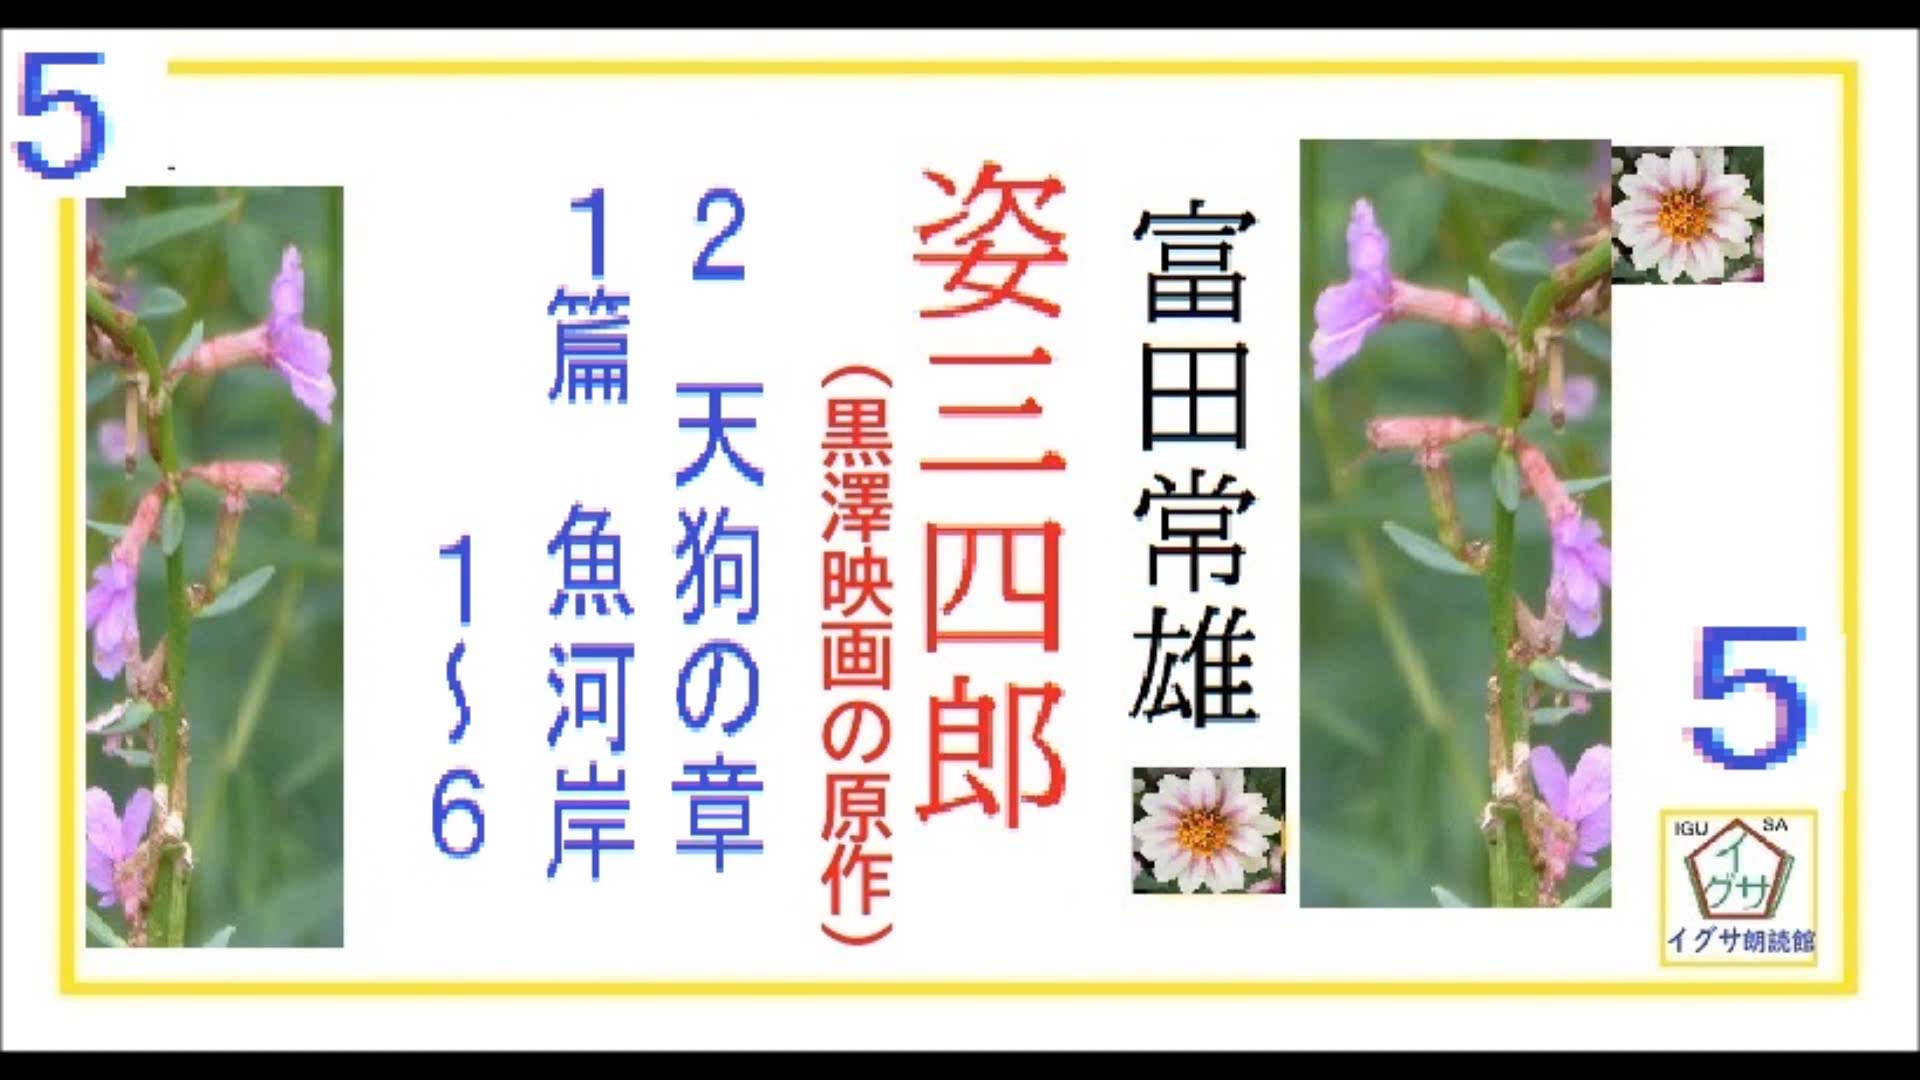 5
富田常雄
姿三四郎
（黒澤映画の原作）
2 天狗の章
1篇 魚河岸
1～6
5
IGU SA
イグサ
イグサ朗読館